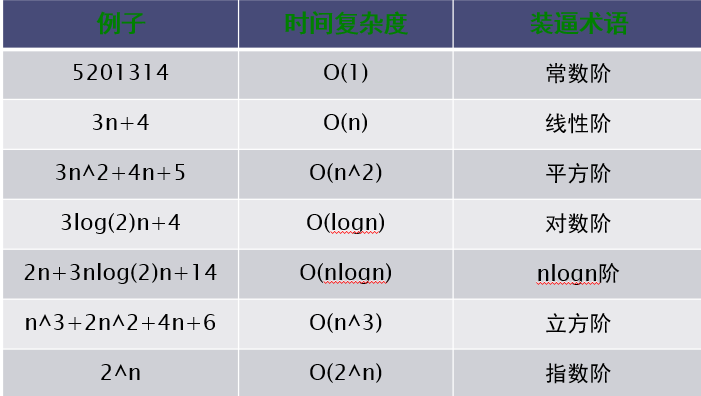 例子 时间复杂度 装逼术语
5201314 O(1) 常数阶
3n+4 O(n) 线性阶
3n^2+4n+5 O(n^2) 平方阶
3log(2)n+4 O(logn) 对数阶
2n+3nlog(2)n+14 O(nlogn) nlogn阶
n^3+2n^2+4n+6 O(n^3) 立方阶
2^n O(2^n) 指数阶